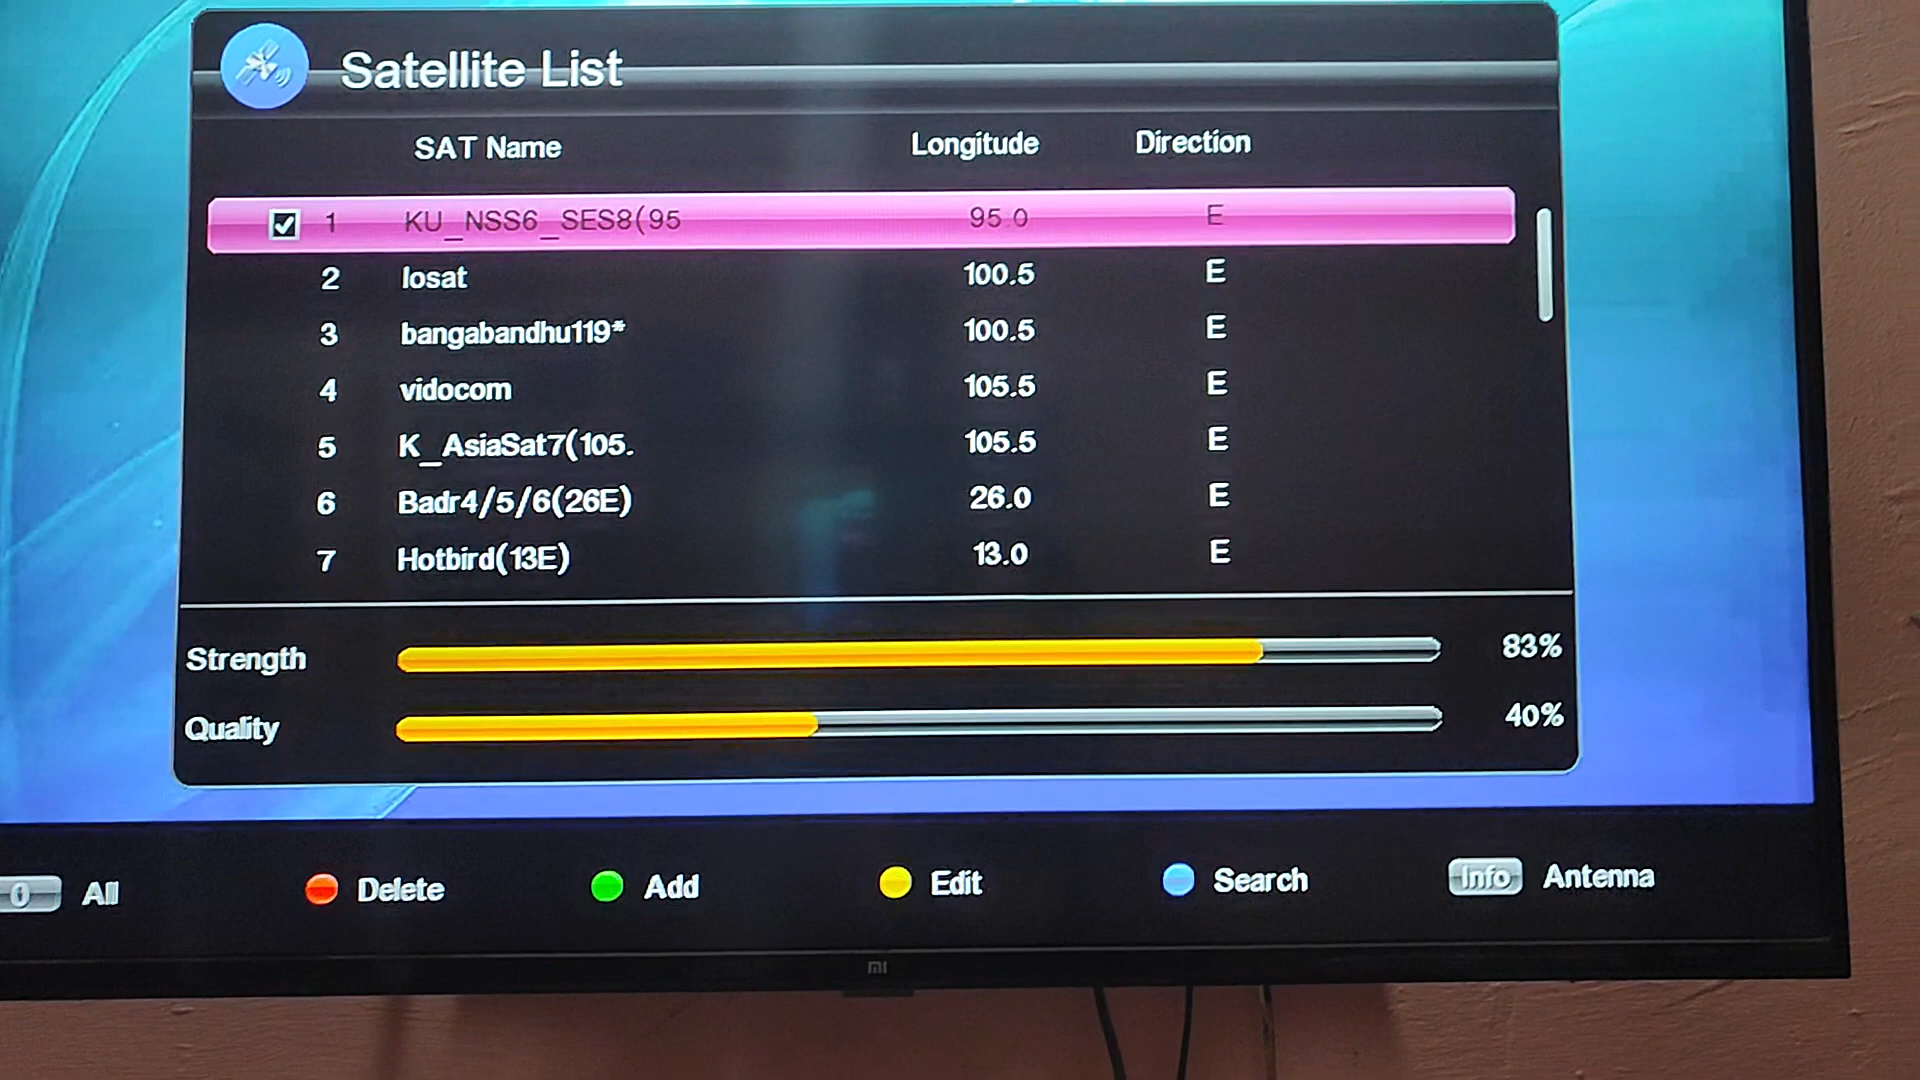 Satellite List
SAT Name Longitude Direction
1 KU_NSS6_SES8(95 95.0 E
2 losat 100.5 E
3 bangabandhu119* 100.5 E
4 vidocom 105.5 E
5 K_AsiaSat7(105. 105.5 E
6 Badr4/5/6(26E) 26.0 E
7 Hotbird(13E) 13.0 E
Strength 83%
Quality 40%
0 All Delete Add Edit Search Info Antenna
mi